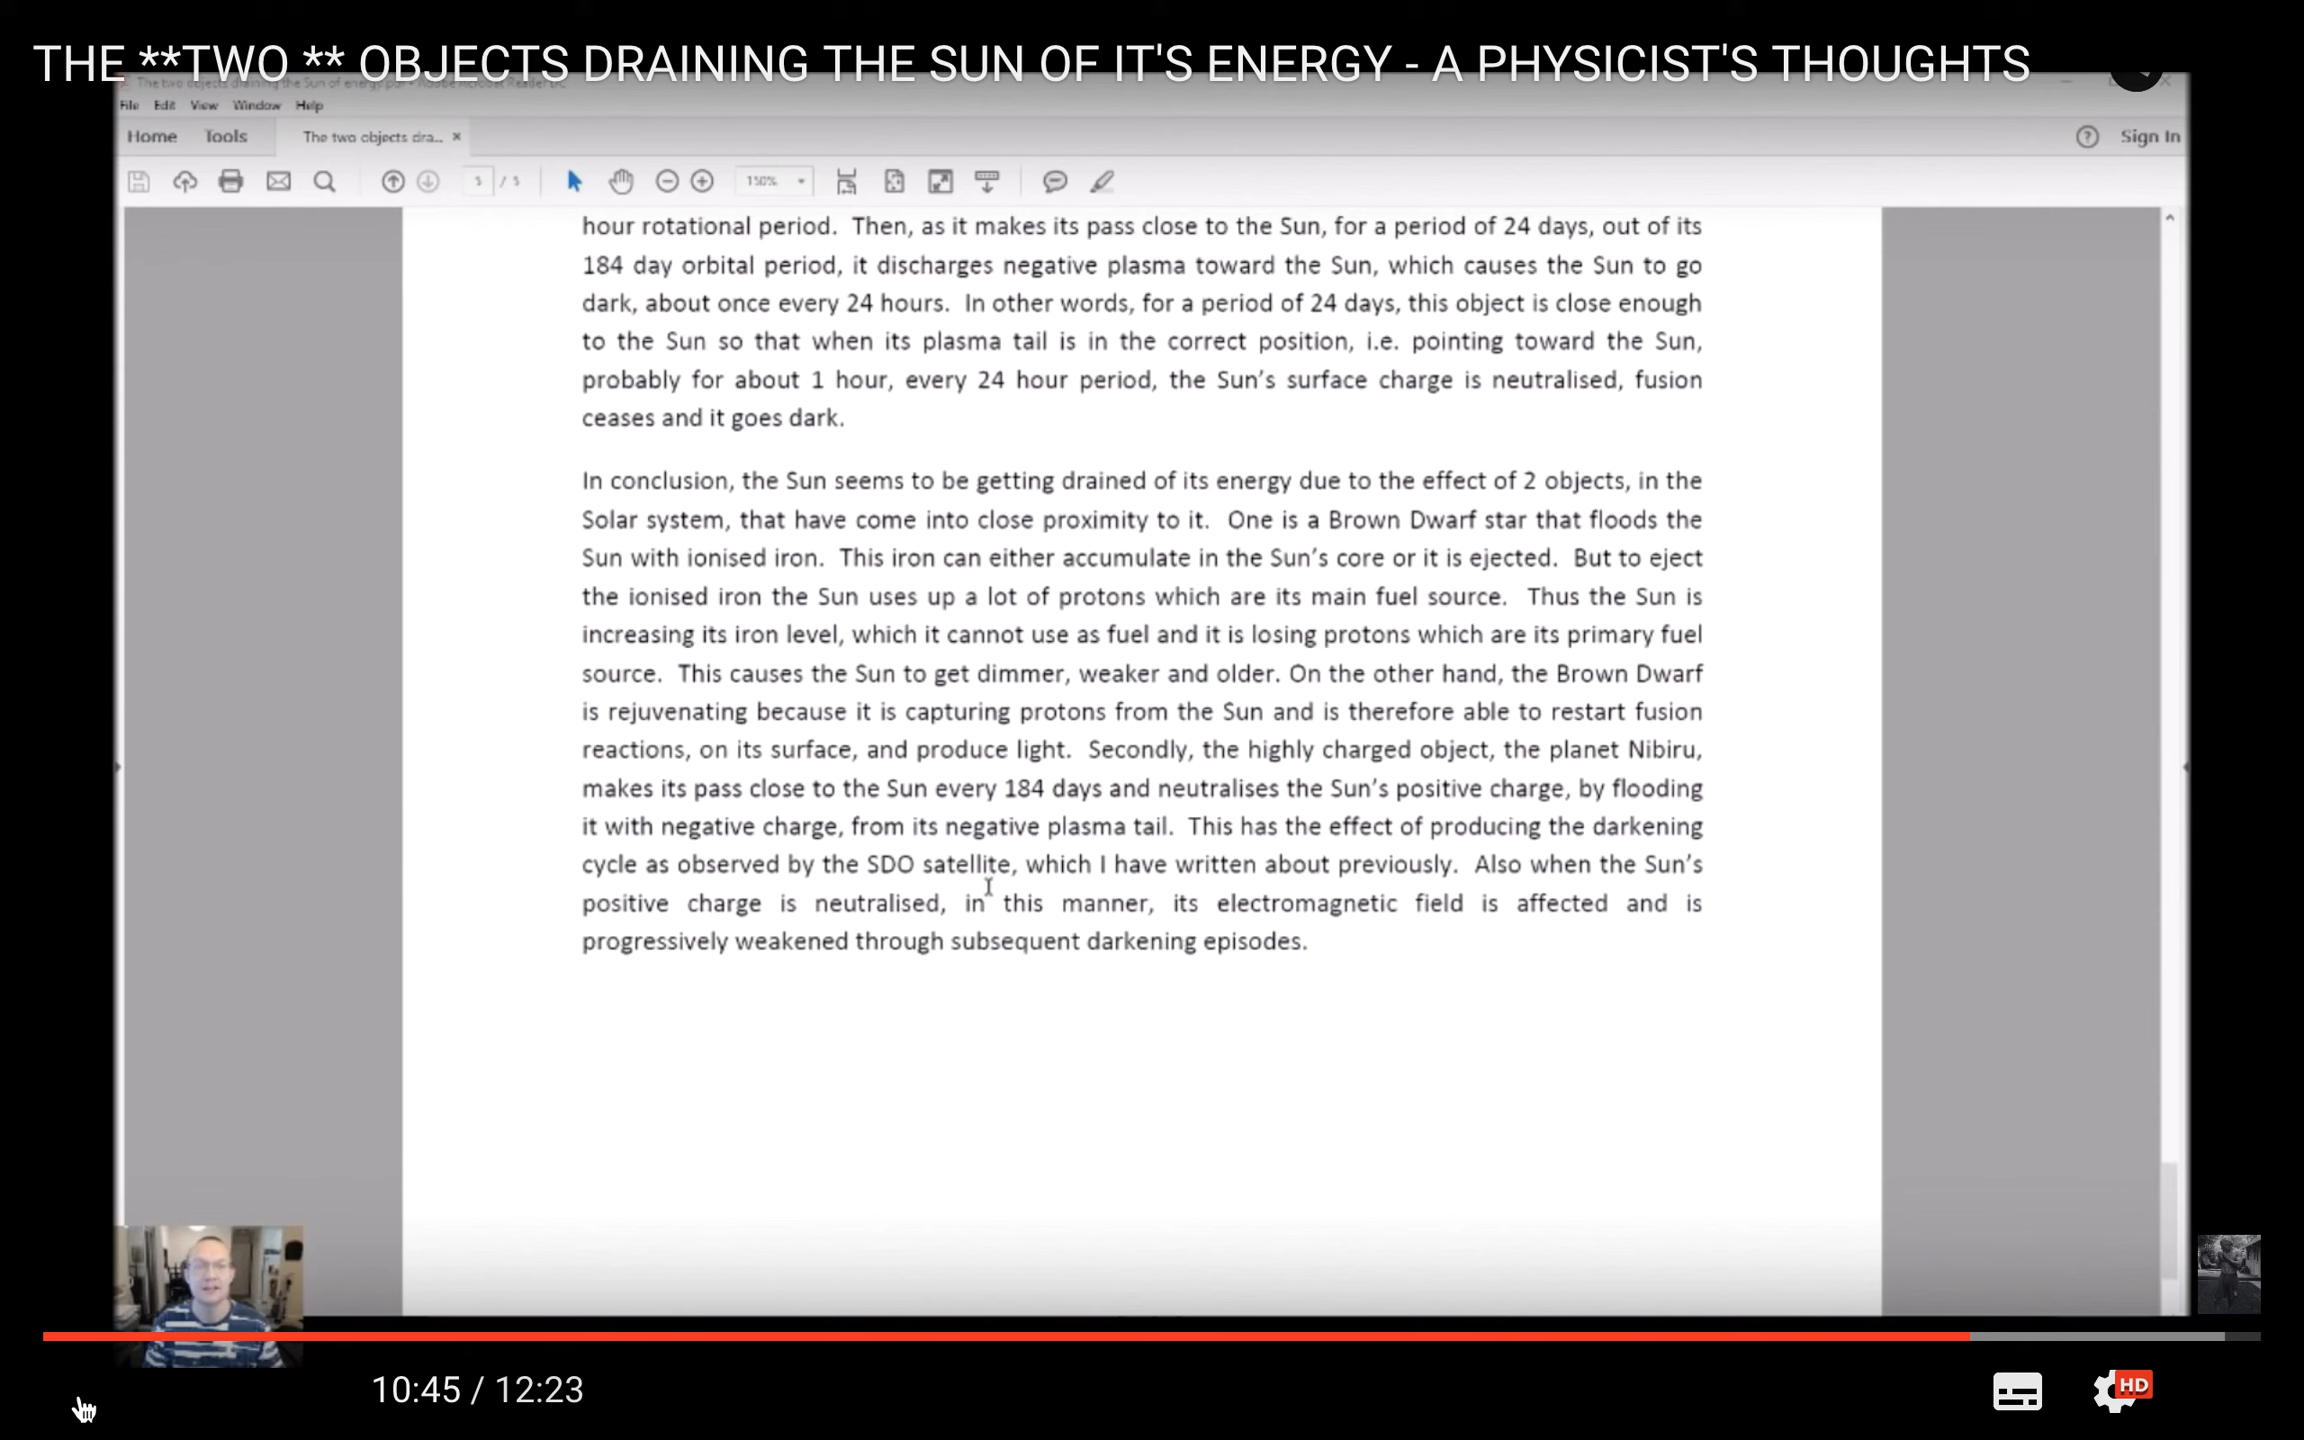 THE **TWO ** OBJECTS DRAINING THE SUN OF IT'S ENERGY - A PHYSICIST'S THOUGHTS
The two objects draining the Sun of energy.pdf - Adobe Acrobat Reader DC
File Edit View Window Help
Home Tools The two objects dra... × Sign In
5 / 5 150%
hour rotational period. Then, as it makes its pass close to the Sun, for a period of 24 days, out of its
184 day orbital period, it discharges negative plasma toward the Sun, which causes the Sun to go
dark, about once every 24 hours. In other words, for a period of 24 days, this object is close enough
to the Sun so that when its plasma tail is in the correct position, i.e. pointing toward the Sun,
probably for about 1 hour, every 24 hour period, the Sun's surface charge is neutralised, fusion
ceases and it goes dark.
In conclusion, the Sun seems to be getting drained of its energy due to the effect of 2 objects, in the
Solar system, that have come into close proximity to it. One is a Brown Dwarf star that floods the
Sun with ionised iron. This iron can either accumulate in the Sun's core or it is ejected. But to eject
the ionised iron the Sun uses up a lot of protons which are its main fuel source. Thus the Sun is
increasing its iron level, which it cannot use as fuel and it is losing protons which are its primary fuel
source. This causes the Sun to get dimmer, weaker and older. On the other hand, the Brown Dwarf
is rejuvenating because it is capturing protons from the Sun and is therefore able to restart fusion
reactions, on its surface, and produce light. Secondly, the highly charged object, the planet Nibiru,
makes its pass close to the Sun every 184 days and neutralises the Sun's positive charge, by flooding
it with negative charge, from its negative plasma tail. This has the effect of producing the darkening
cycle as observed by the SDO satellite, which I have written about previously. Also when the Sun's
positive charge is neutralised, in this manner, its electromagnetic field is affected and is
progressively weakened through subsequent darkening episodes.
10:45 / 12:23
HD